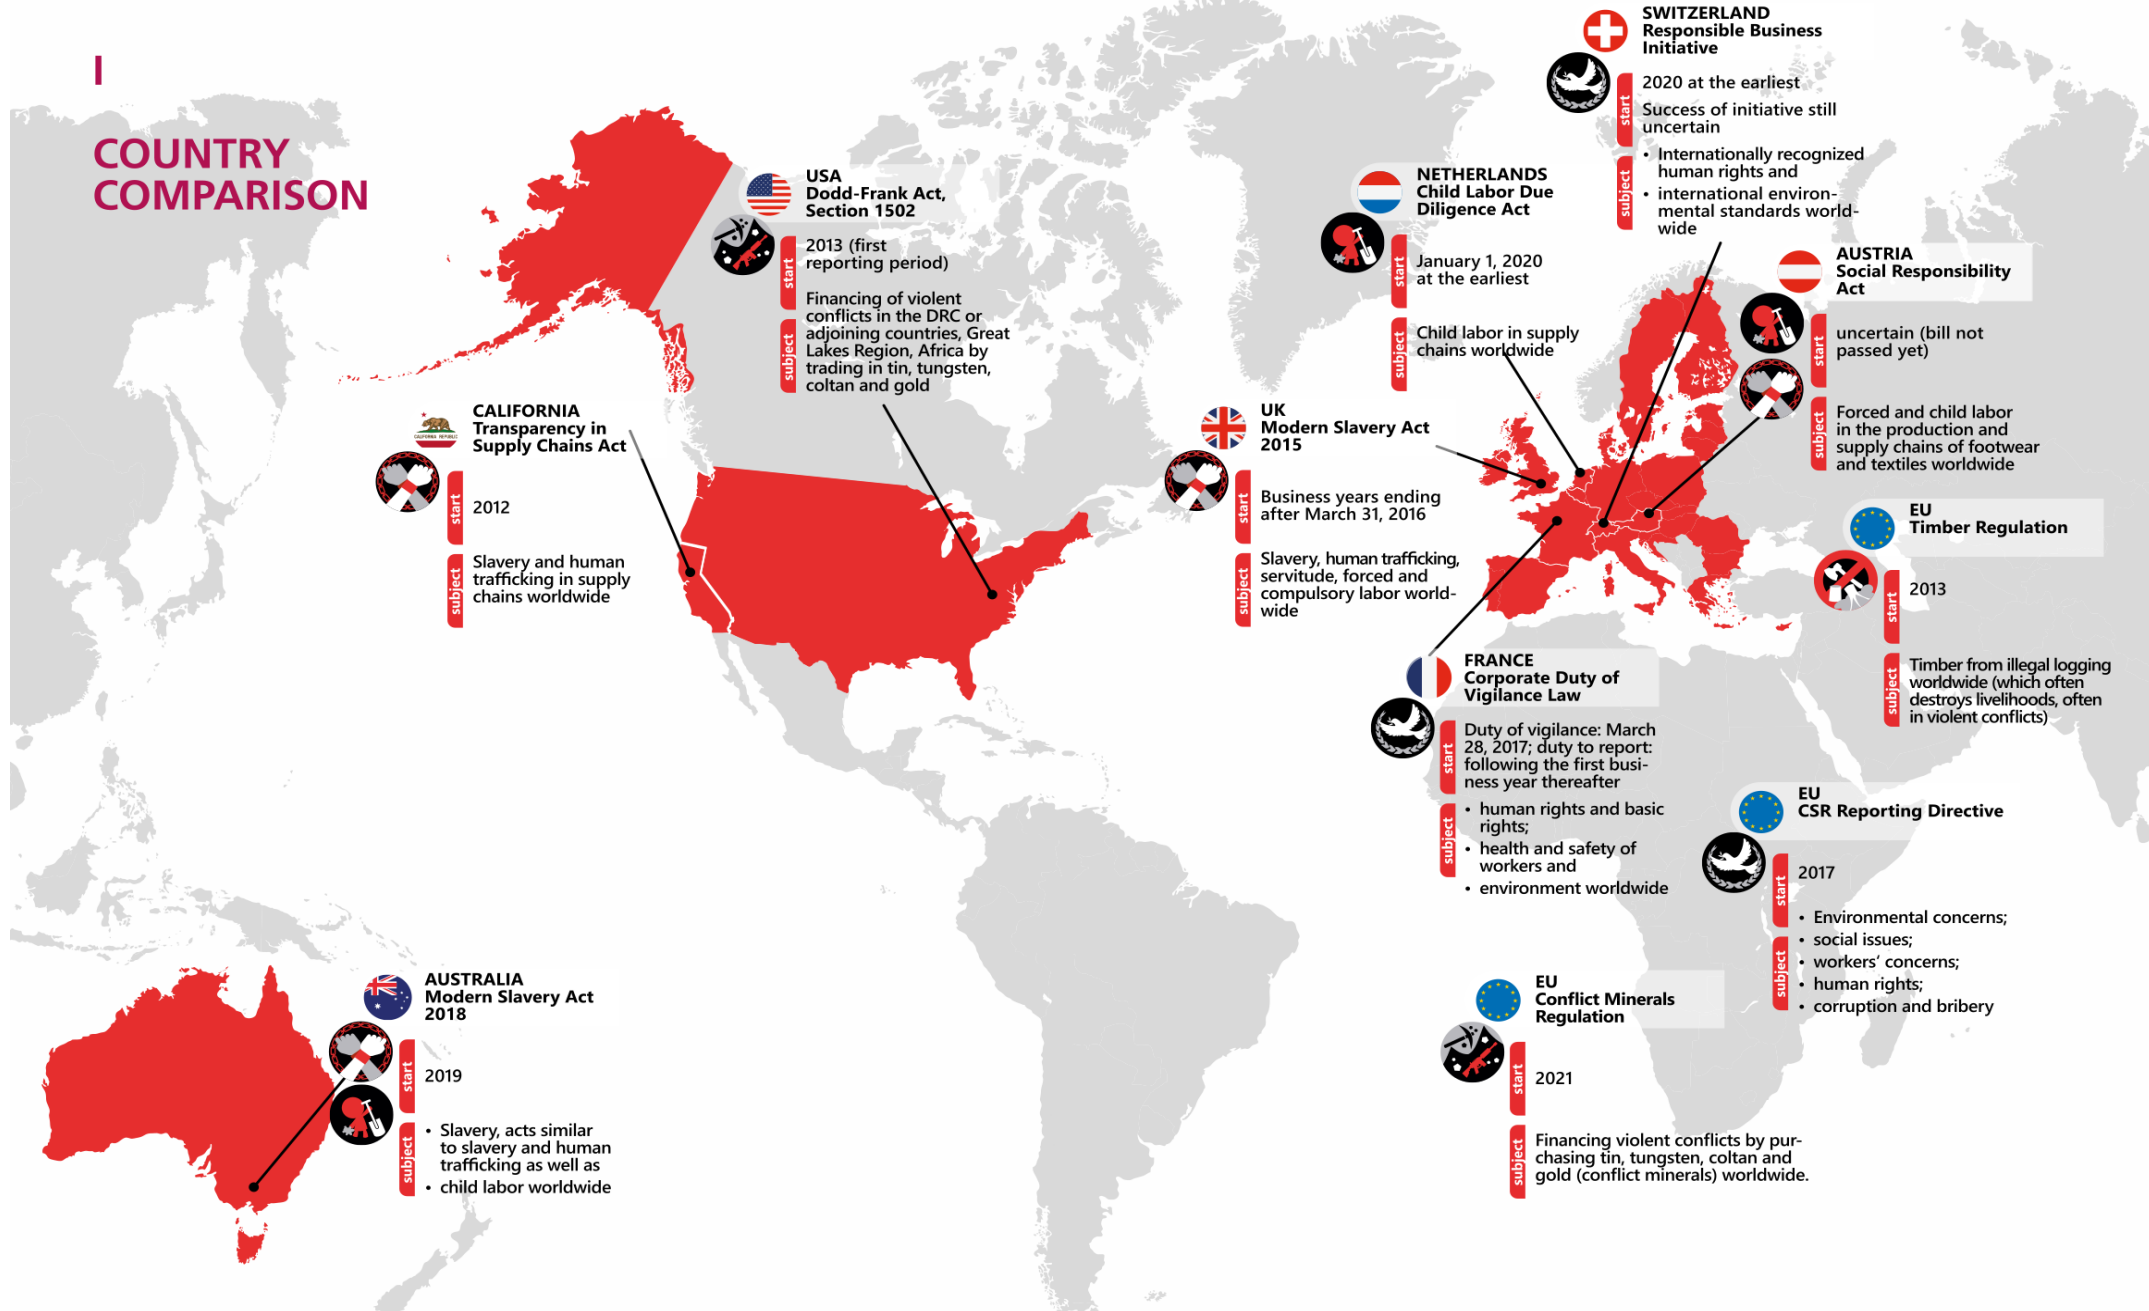 I
COUNTRY
COMPARISON
USA
Dodd-Frank Act,
Section 1502
start
2013 (first
reporting period)
subject
Financing of violent
conflicts in the DRC or
adjoining countries, Great
Lakes Region, Africa by
trading in tin, tungsten,
coltan and gold
CALIFORNIA
Transparency in
Supply Chains Act
CALIFORNIA REPUBLIC
start
2012
subject
Slavery and human
trafficking in supply
chains worldwide
AUSTRALIA
Modern Slavery Act
2018
start
2019
subject
• Slavery, acts similar
to slavery and human
trafficking as well as
• child labor worldwide
SWITZERLAND
Responsible Business
Initiative
start
2020 at the earliest
Success of initiative still
uncertain
subject
• Internationally recognized
human rights and
• international environ-
mental standards world-
wide
NETHERLANDS
Child Labor Due
Diligence Act
start
January 1, 2020
at the earliest
subject
Child labor in supply
chains worldwide
UK
Modern Slavery Act
2015
start
Business years ending
after March 31, 2016
subject
Slavery, human trafficking,
servitude, forced and
compulsory labor world-
wide
AUSTRIA
Social Responsibility
Act
start
uncertain (bill not
passed yet)
subject
Forced and child labor
in the production and
supply chains of footwear
and textiles worldwide
EU
Timber Regulation
start
2013
subject
Timber from illegal logging
worldwide (which often
destroys livelihoods, often
in violent conflicts)
FRANCE
Corporate Duty of
Vigilance Law
start
Duty of vigilance: March
28, 2017; duty to report:
following the first busi-
ness year thereafter
subject
• human rights and basic
rights;
• health and safety of
workers and
• environment worldwide
EU
CSR Reporting Directive
start
2017
subject
• Environmental concerns;
• social issues;
• workers’ concerns;
• human rights;
• corruption and bribery
EU
Conflict Minerals
Regulation
start
2021
subject
Financing violent conflicts by pur-
chasing tin, tungsten, coltan and
gold (conflict minerals) worldwide.